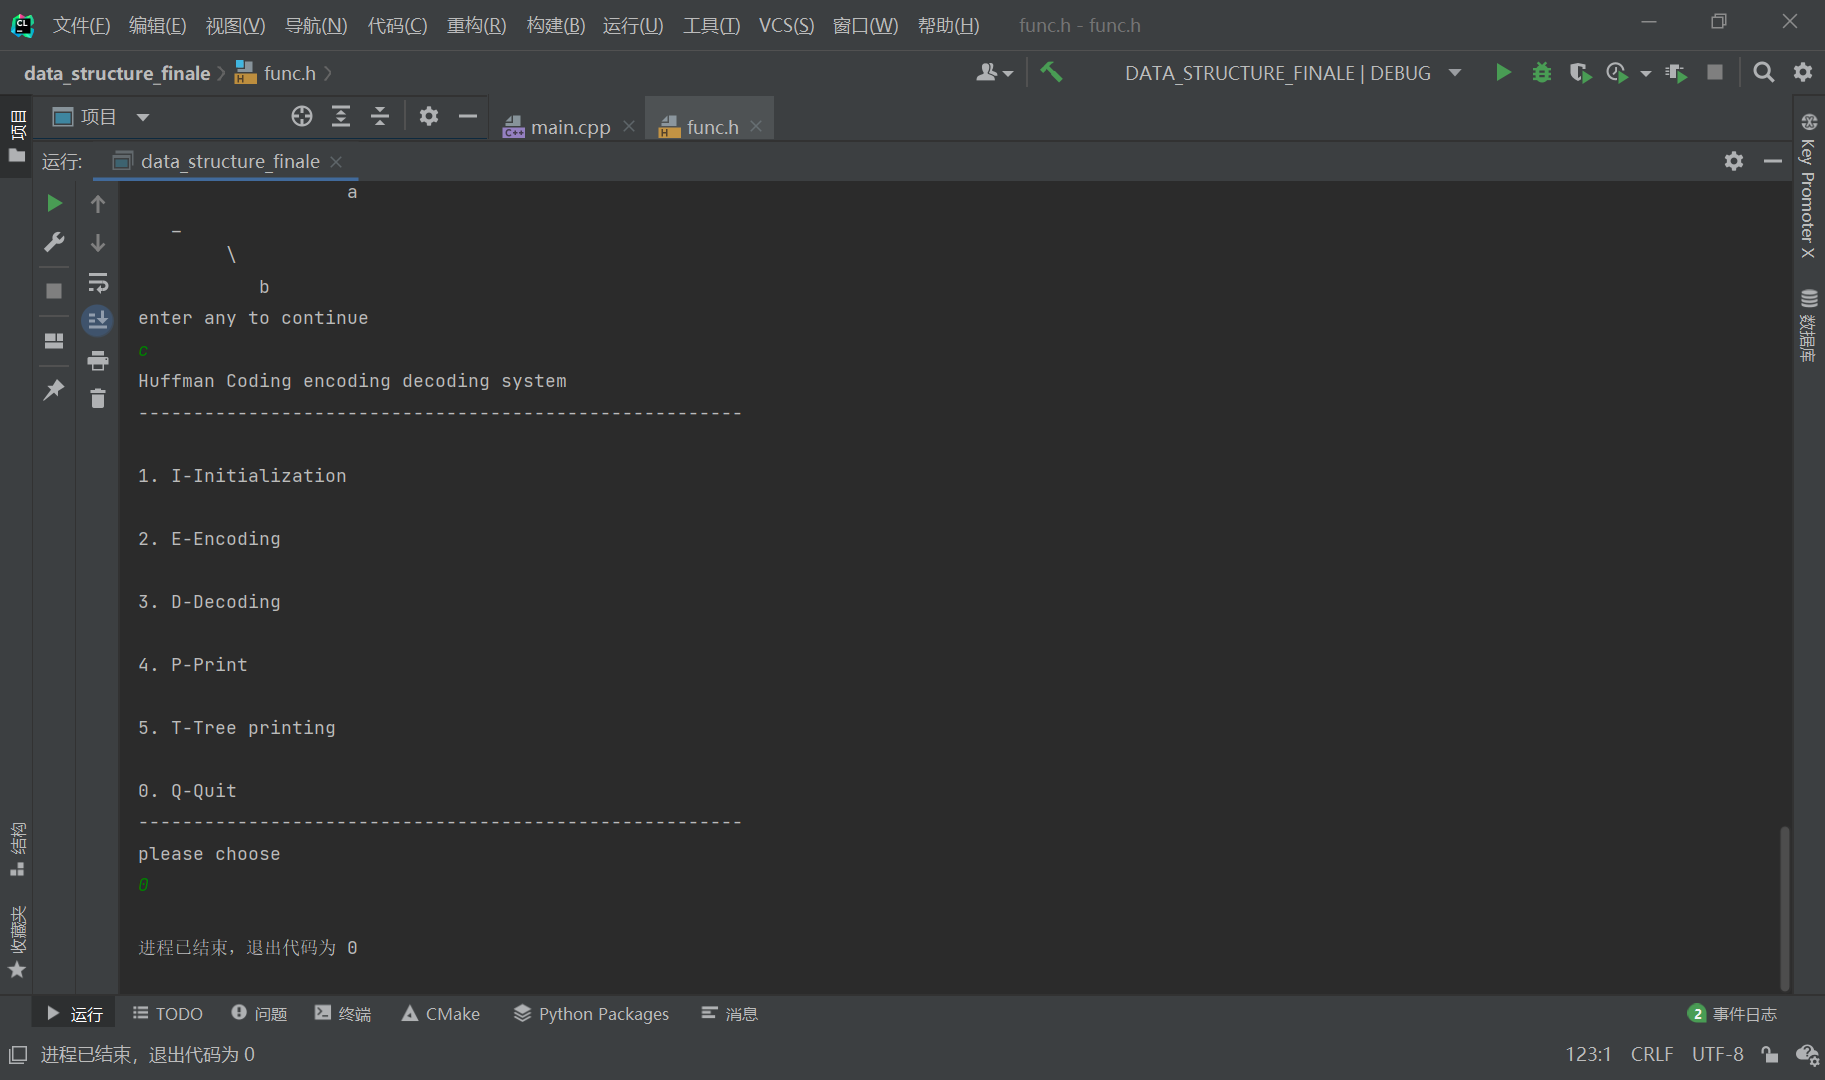 文件(F) 编辑(E) 视图(V) 导航(N) 代码(C) 重构(R) 构建(B) 运行(U) 工具(T) VCS(S) 窗口(W) 帮助(H) func.h - func.h
data_structure_finale func.h DATA_STRUCTURE_FINALE | DEBUG
项目 main.cpp func.h
项目
运行: data_structure_finale
a
_
\
b
enter any to continue
c
Huffman Coding encoding decoding system
-------------------------------------------------------
1. I-Initialization
2. E-Encoding
3. D-Decoding
4. P-Print
5. T-Tree printing
0. Q-Quit
-------------------------------------------------------
please choose
0
进程已结束，退出代码为 0
Key Promoter X
数据库
结构
收藏夹
运行 TODO 问题 终端 CMake Python Packages 消息 2 事件日志
进程已结束，退出代码为 0 123:1 CRLF UTF-8